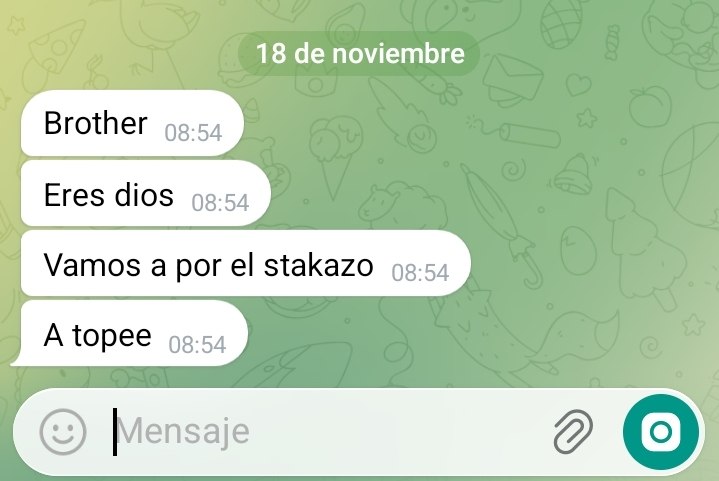 18 de noviembre
Brother 08:54
Eres dios 08:54
Vamos a por el stakazo 08:54
A topee 08:54
Mensaje